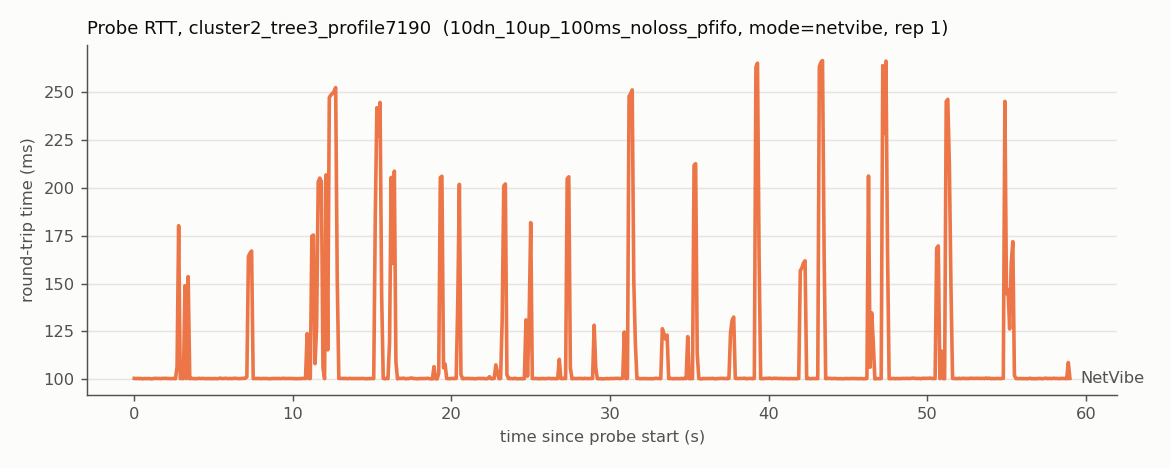 Probe RTT, cluster2_tree3_profile7190 (10dn_10up_100ms_noloss_pfifo, mode=netvibe, rep 1)
round-trip time (ms)
250
225
200
175
150
125
100
NetVibe
0 10 20 30 40 50 60
time since probe start (s)